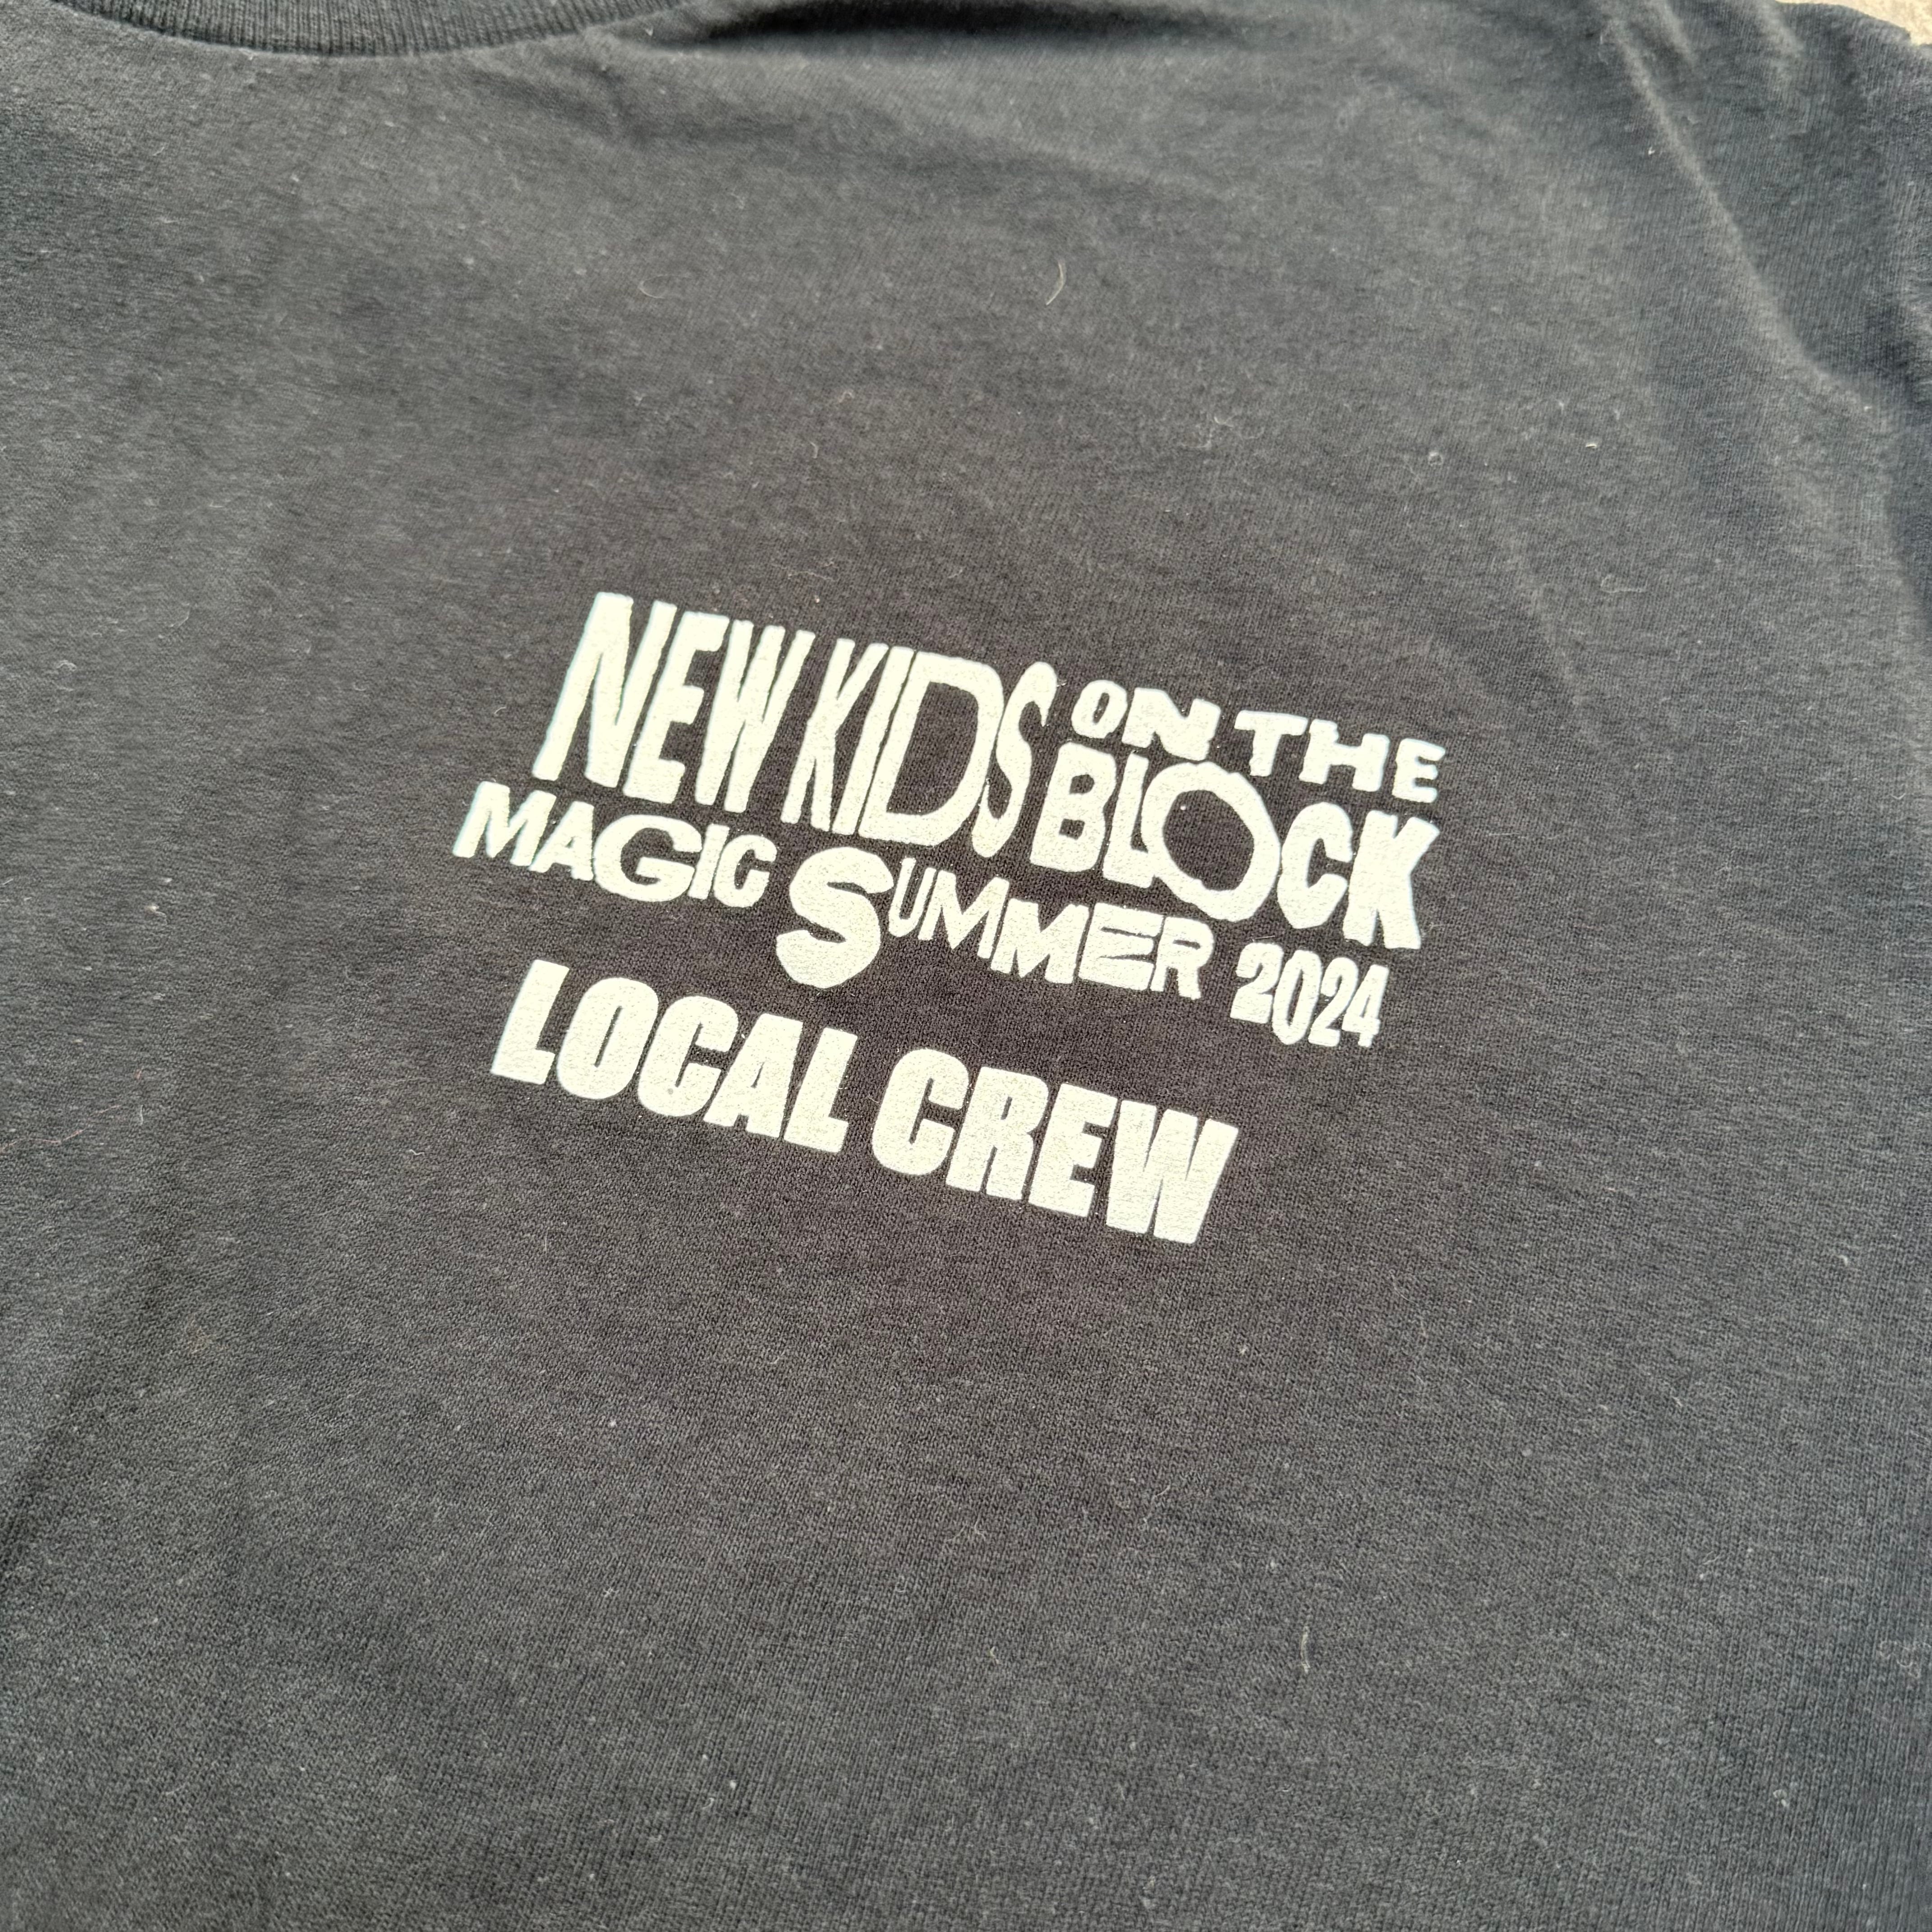 NEW KIDS ON THE BLOCK
MAGIC SUMMER 2024
LOCAL CREW